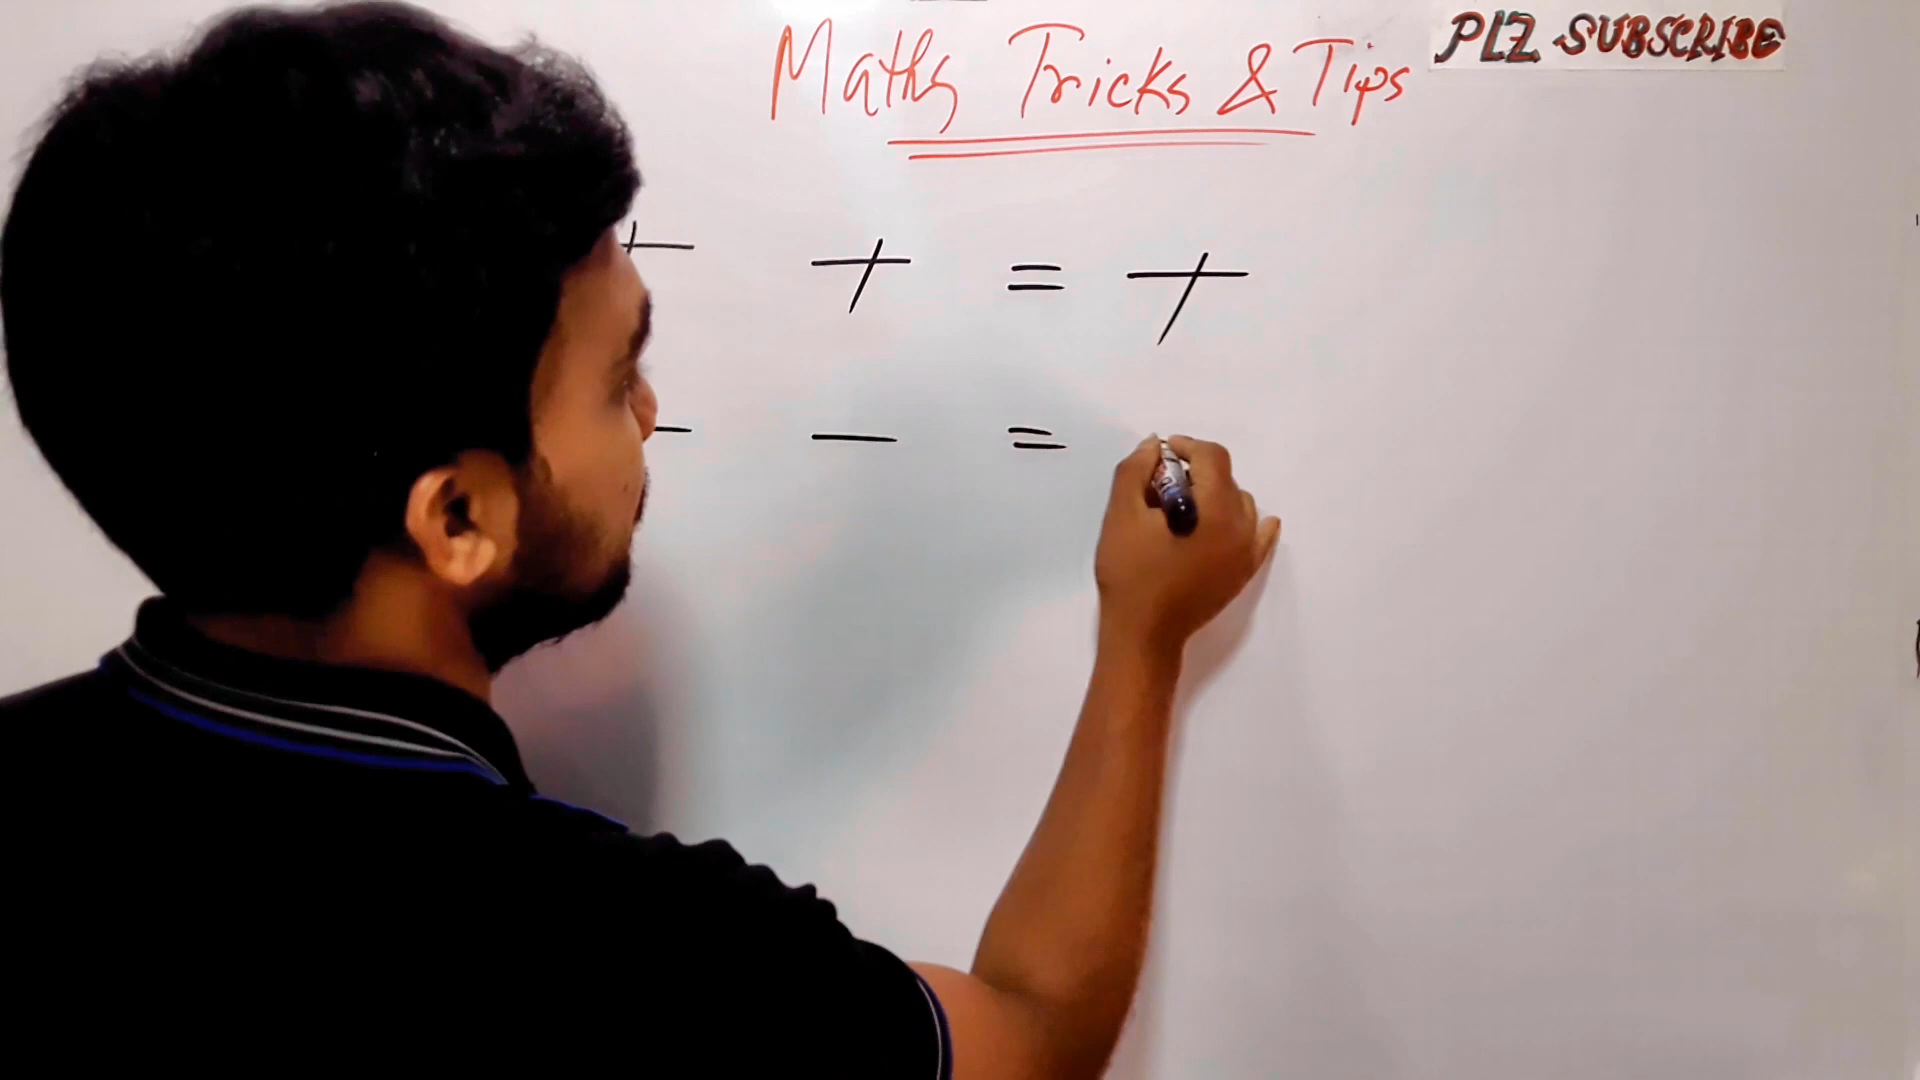 Maths Tricks & Tips
PLZ SUBSCRIBE
+ + = +
- - =